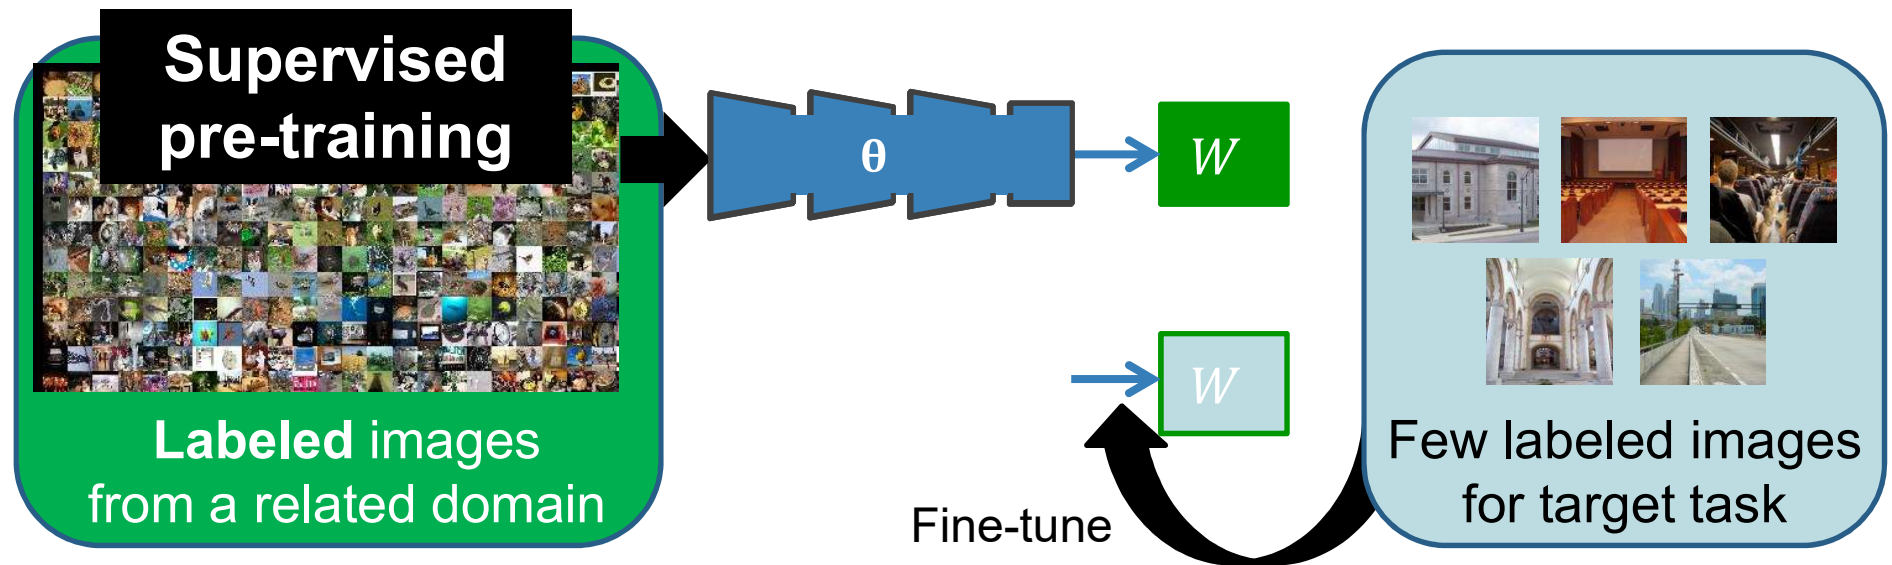 Supervised
pre-training
Labeled images
from a related domain
θ
W
W
Fine-tune
Few labeled images
for target task